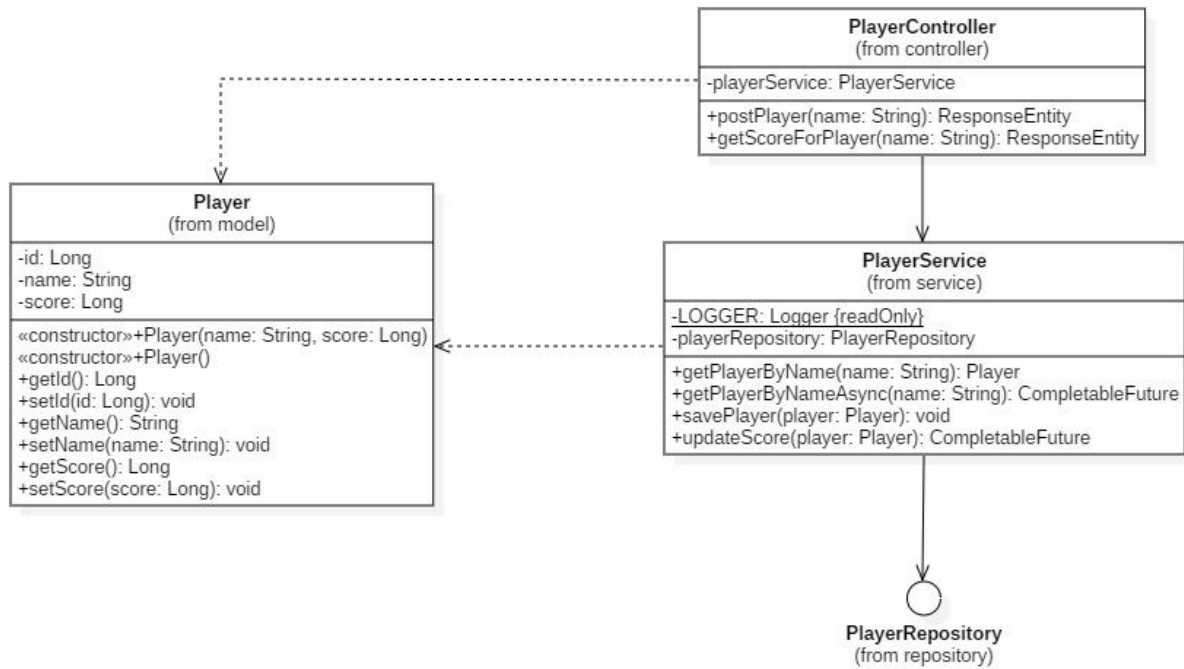 PlayerController
(from controller)
-playerService: PlayerService
+postPlayer(name: String): ResponseEntity
+getScoreForPlayer(name: String): ResponseEntity
Player
(from model)
-id: Long
-name: String
-score: Long
«constructor»+Player(name: String, score: Long)
«constructor»+Player()
+getId(): Long
+setId(id: Long): void
+getName(): String
+setName(name: String): void
+getScore(): Long
+setScore(score: Long): void
PlayerService
(from service)
-LOGGER: Logger {readOnly}
-playerRepository: PlayerRepository
+getPlayerByName(name: String): Player
+getPlayerByNameAsync(name: String): CompletableFuture
+savePlayer(player: Player): void
+updateScore(player: Player): CompletableFuture
PlayerRepository
(from repository)